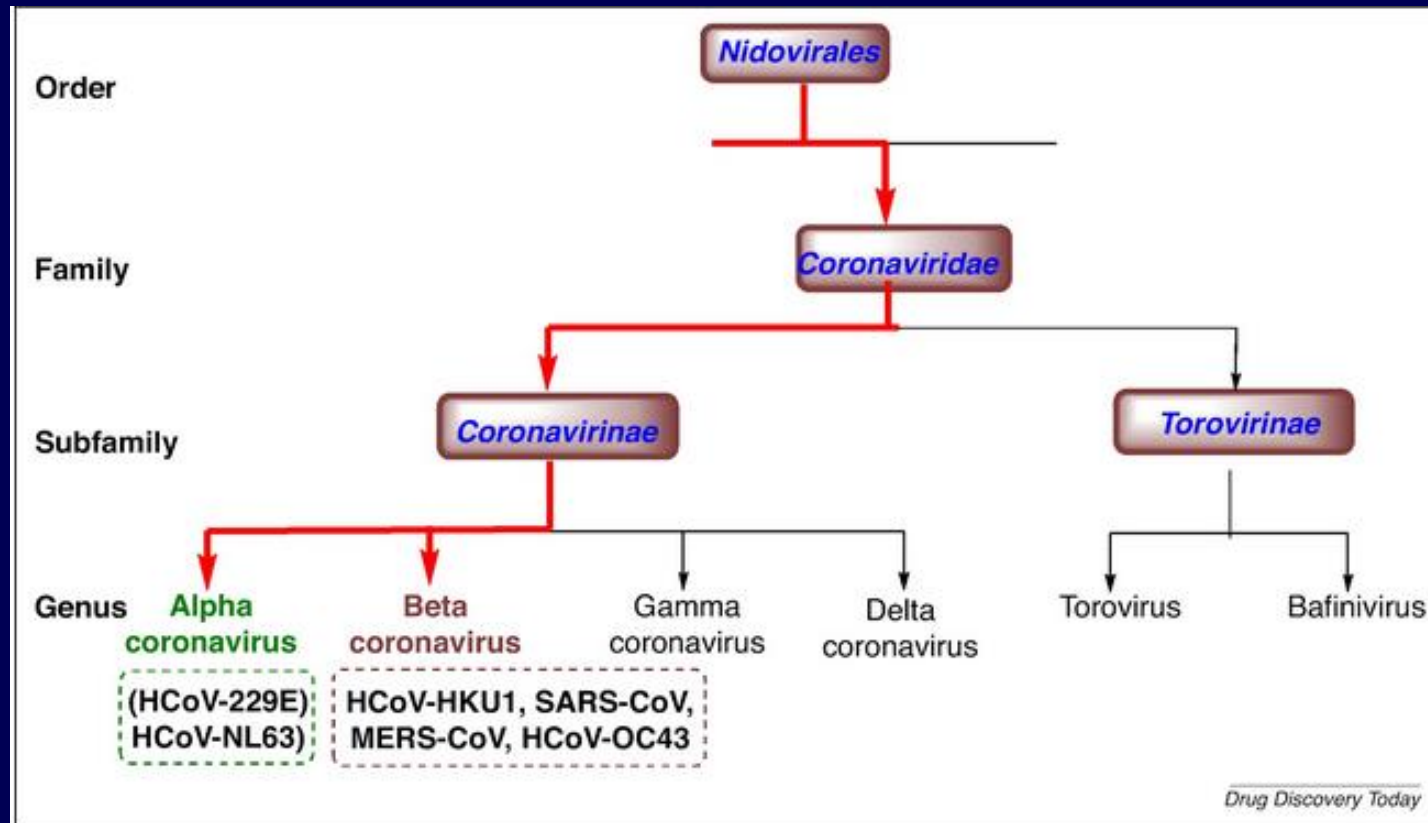 Nidovirales
Order
Family
Coronaviridae
Subfamily
Coronavirinae
Torovirinae
Genus
Alpha
coronavirus
Beta
coronavirus
Gamma
coronavirus
Delta
coronavirus
Torovirus
Bafinivirus
(HCoV-229E)
HCoV-NL63)
HCoV-HKU1, SARS-CoV,
MERS-CoV, HCoV-OC43
Drug Discovery Today